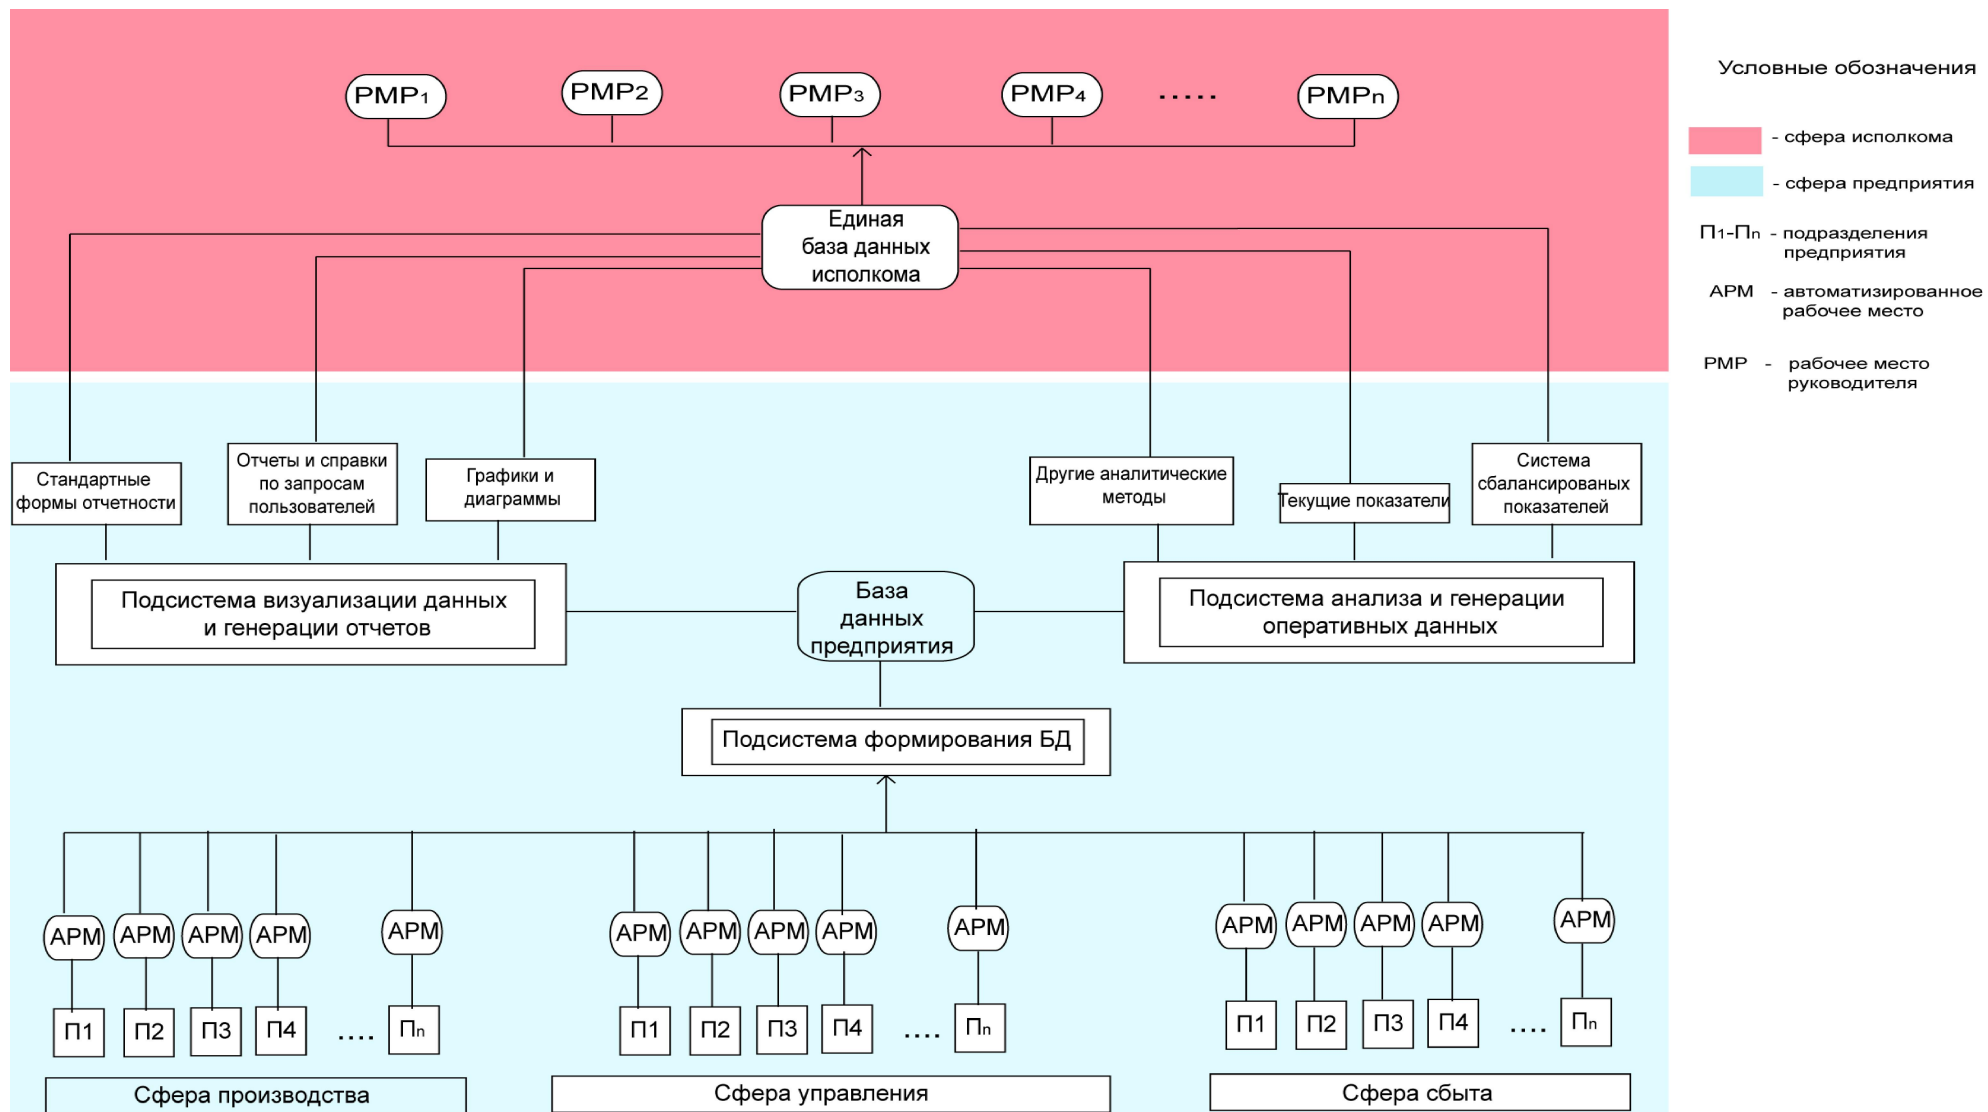 РМР1
РМР2
РМР3
РМР4
.....
РМРn
Единая
база данных
исполкома
Условные обозначения
- сфера исполкома
- сфера предприятия
П1-Пn - подразделения
предприятия
АРМ - автоматизированное
рабочее место
РМР - рабочее место
руководителя
Стандартные
формы отчетности
Отчеты и справки
по запросам
пользователей
Графики и
диаграммы
Другие аналитические
методы
Текущие показатели
Система
сбалансированых
показателей
Подсистема визуализации данных
и генерации отчетов
База
данных
предприятия
Подсистема анализа и генерации
оперативных данных
Подсистема формирования БД
АРМ АРМ АРМ АРМ АРМ
АРМ АРМ АРМ АРМ АРМ
АРМ АРМ АРМ АРМ АРМ
П1 П2 П3 П4 .... Пn
П1 П2 П3 П4 .... Пn
П1 П2 П3 П4 .... Пn
Сфера производства
Сфера управления
Сфера сбыта